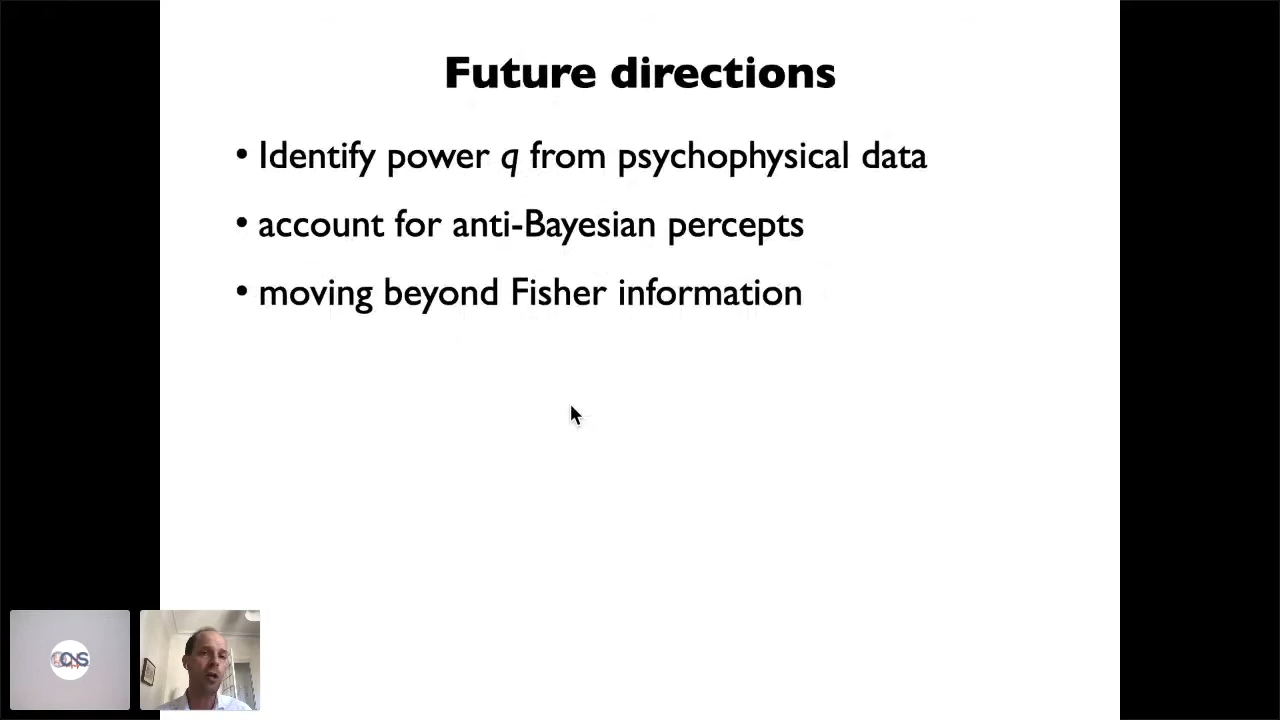 Future directions
• Identify power q from psychophysical data
• account for anti-Bayesian percepts
• moving beyond Fisher information